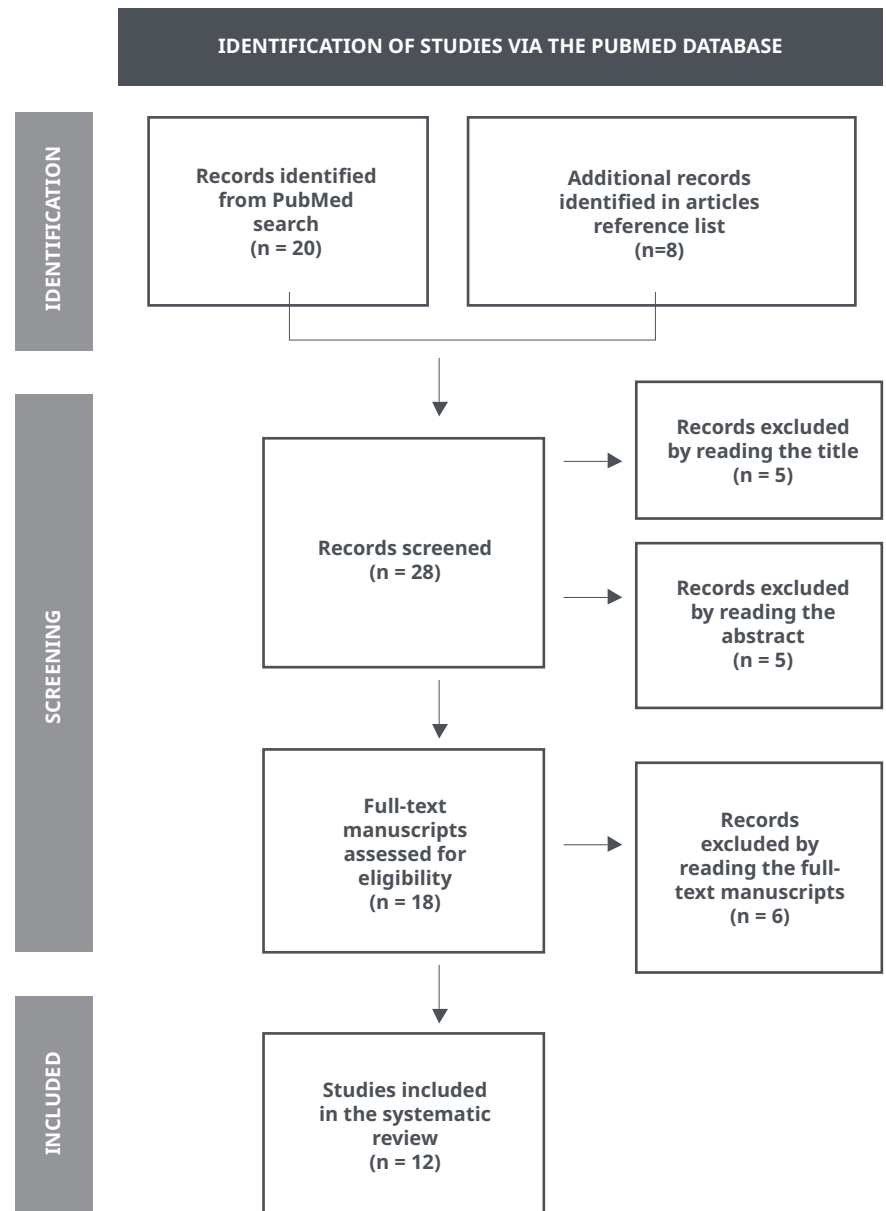 IDENTIFICATION OF STUDIES VIA THE PUBMED DATABASE
IDENTIFICATION
Records identified
from PubMed
search
(n = 20)
Additional records
identified in articles
reference list
(n=8)
SCREENING
Records screened
(n = 28)
Records excluded
by reading the title
(n = 5)
Records excluded
by reading the
abstract
(n = 5)
Full-text
manuscripts
assessed for
eligibility
(n = 18)
Records
excluded by
reading the full-
text manuscripts
(n = 6)
INCLUDED
Studies included
in the systematic
review
(n = 12)